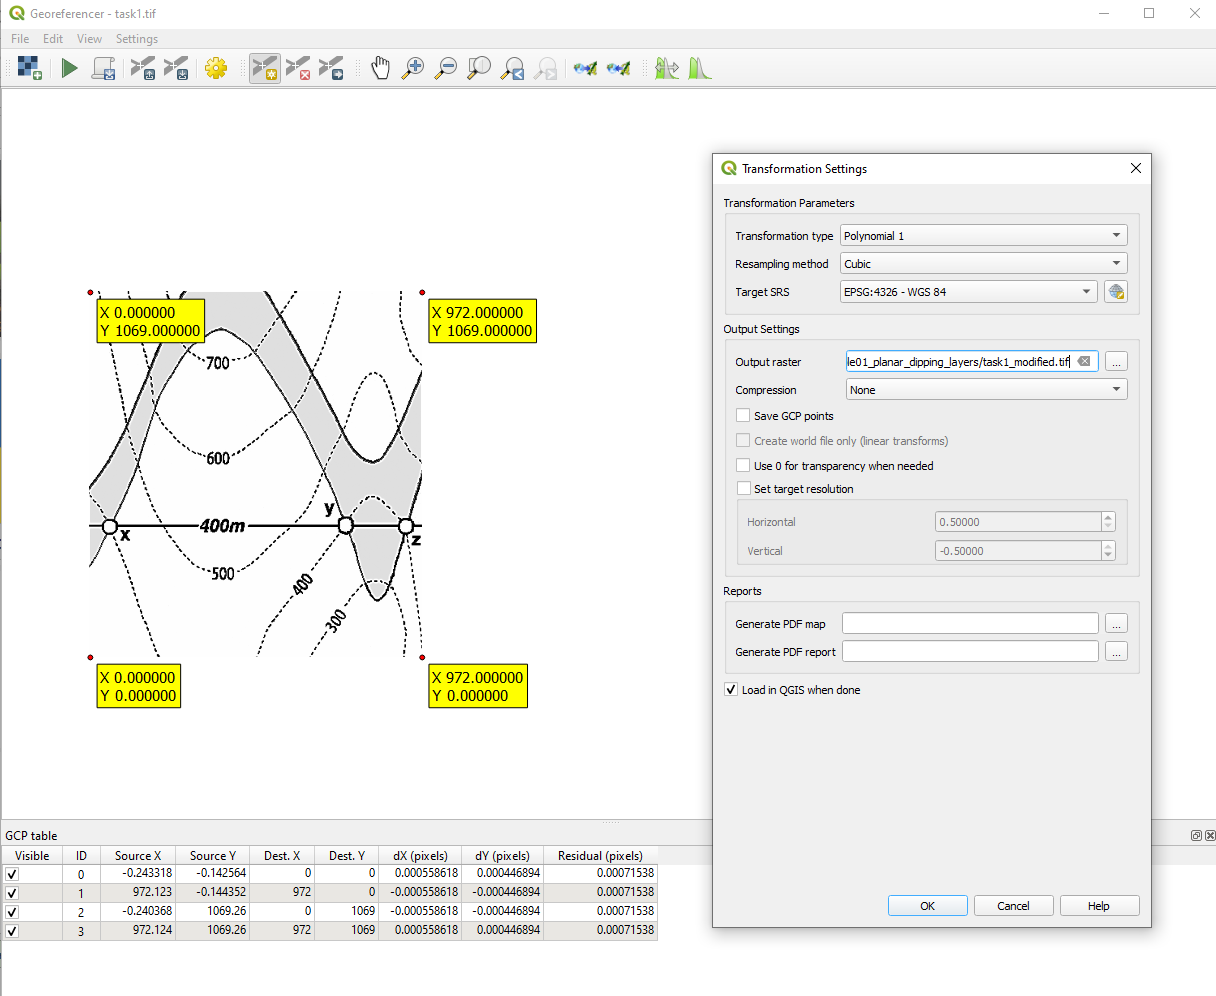 Georeferencer - task1.tif
File Edit View Settings
Transformation Settings
Transformation Parameters
Transformation type Polynomial 1
Resampling method Cubic
Target SRS EPSG:4326 - WGS 84
Output Settings
Output raster le01_planar_dipping_layers/task1_modified.tif ...
Compression None
Save GCP points
Create world file only (linear transforms)
Use 0 for transparency when needed
Set target resolution
Horizontal 0.50000
Vertical -0.50000
Reports
Generate PDF map ...
Generate PDF report ...
Load in QGIS when done
OK Cancel Help
X 0.000000
Y 1069.000000
X 972.000000
Y 1069.000000
700
600
y
400m
x
z
500
400
300
X 0.000000
Y 0.000000
X 972.000000
Y 0.000000
GCP table
Visible ID Source X Source Y Dest. X Dest. Y dX (pixels) dY (pixels) Residual (pixels)
0 -0.243318 -0.142564 0 0 0.000558618 0.000446894 0.00071538
1 972.123 -0.144352 972 0 -0.000558618 -0.000446894 0.00071538
2 -0.240368 1069.26 0 1069 -0.000558618 -0.000446894 0.00071538
3 972.124 1069.26 972 1069 0.000558618 0.000446894 0.00071538